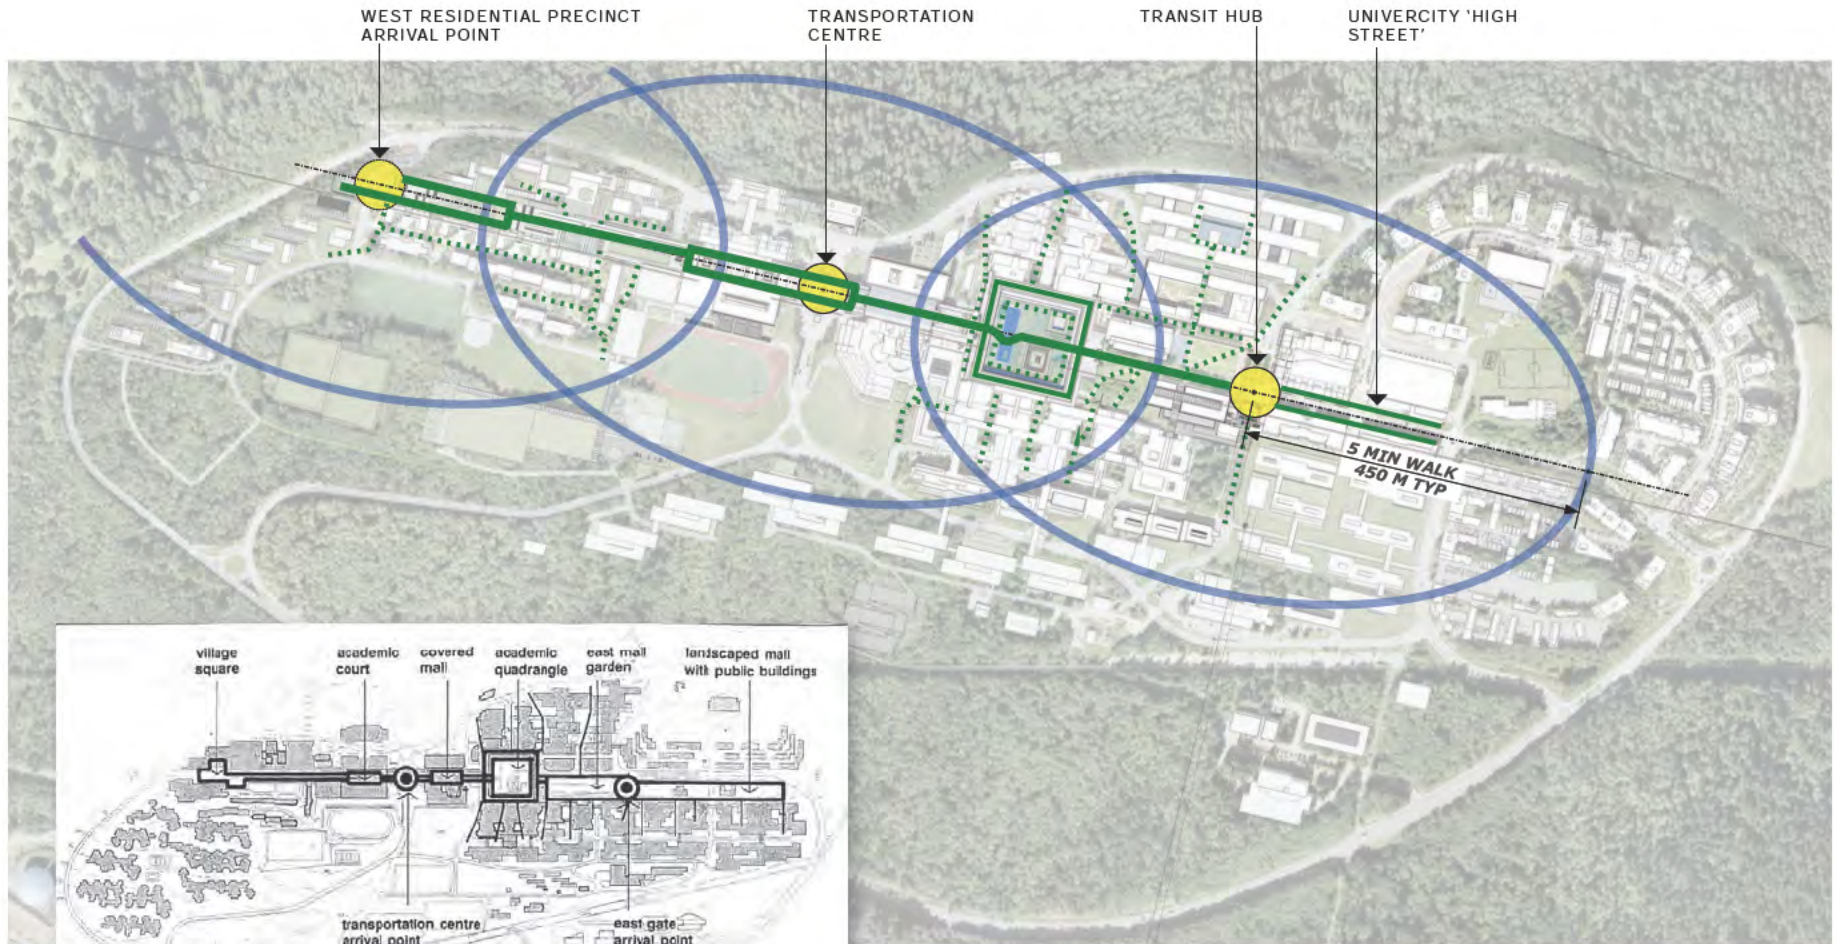 WEST RESIDENTIAL PRECINCT
ARRIVAL POINT
TRANSPORTATION
CENTRE
TRANSIT HUB
UNIVERCITY 'HIGH
STREET'
5 MIN WALK
450 M TYP
village
square
academic
court
covered
mall
academic
quadrangle
east mall
garden
landscaped mall
with public buildings
transportation centre
arrival point
east gate
arrival point